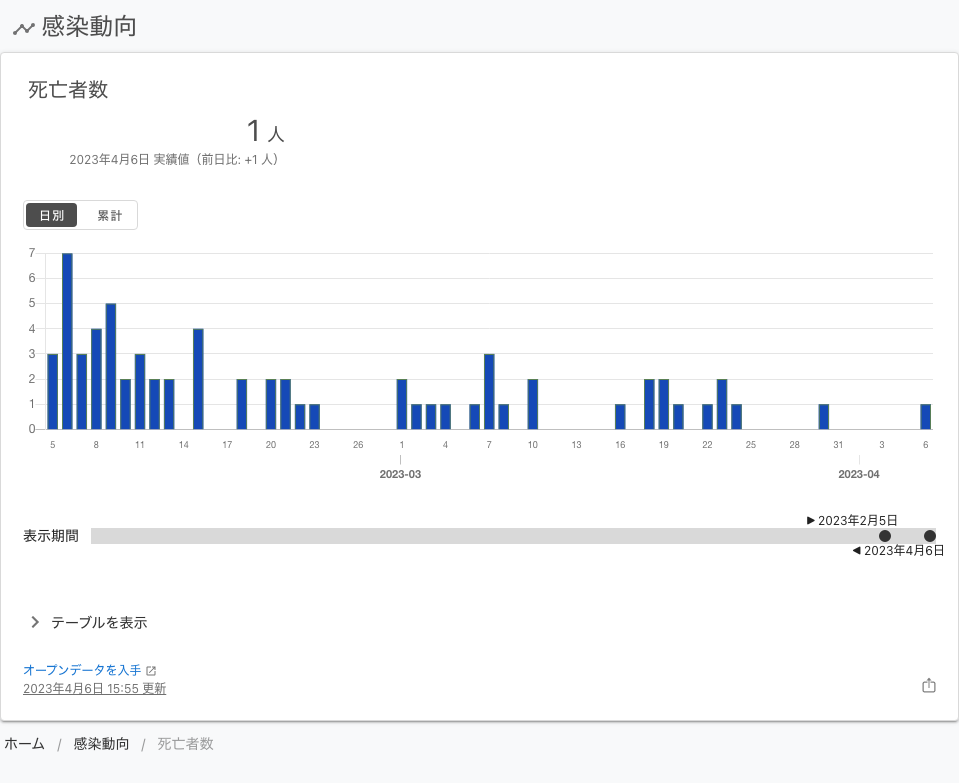 感染動向
死亡者数
1 人
2023年4月6日 実績値（前日比: +1 人）
日別 累計
7
6
5
4
3
2
1
0
5 8 11 14 17 20 23 26 1 4 7 10 13 16 19 22 25 28 31 3 6
2023-03 2023-04
2023年2月5日
表示期間
2023年4月6日
テーブルを表示
オープンデータを入手
2023年4月6日 15:55 更新
ホーム / 感染動向 / 死亡者数